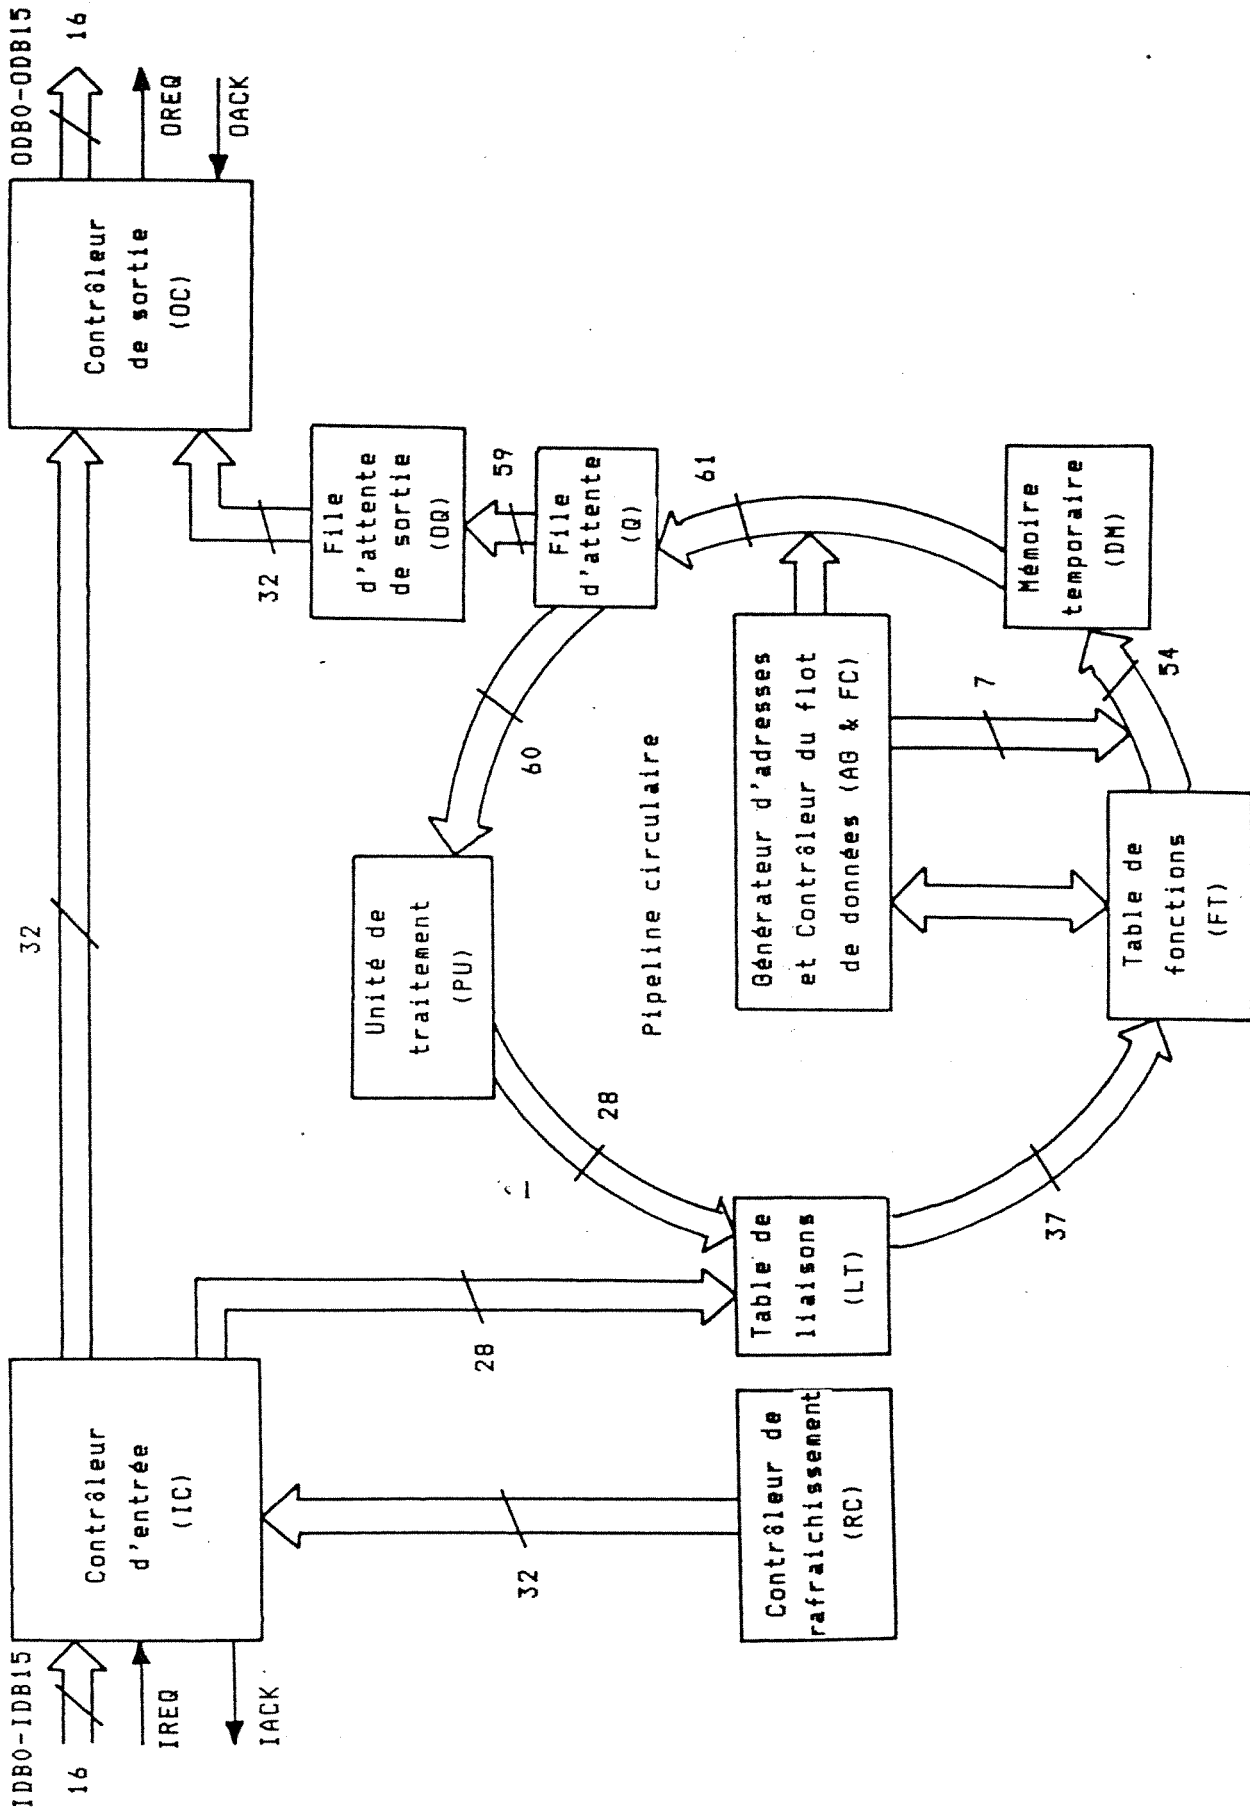 IDB0-IDB15
16
IREQ
IACK
Contrôleur
d'entrée
(IC)
32
ODB0-ODB15
16
OREQ
OACK
Contrôleur
de sortie
(OC)
32
File
d'attente
de sortie
(OQ)
59
File
d'attente
(Q)
61
60
Unité de
traitement
(PU)
28
28
32
Pipeline circulaire
Générateur d'adresses
et Contrôleur du flot
de données (AG & FC)
7
Mémoire
temporaire
(DM)
54
Contrôleur de
rafraichissement
(RC)
Table de
liaisons
(LT)
37
Table de
fonctions
(FT)